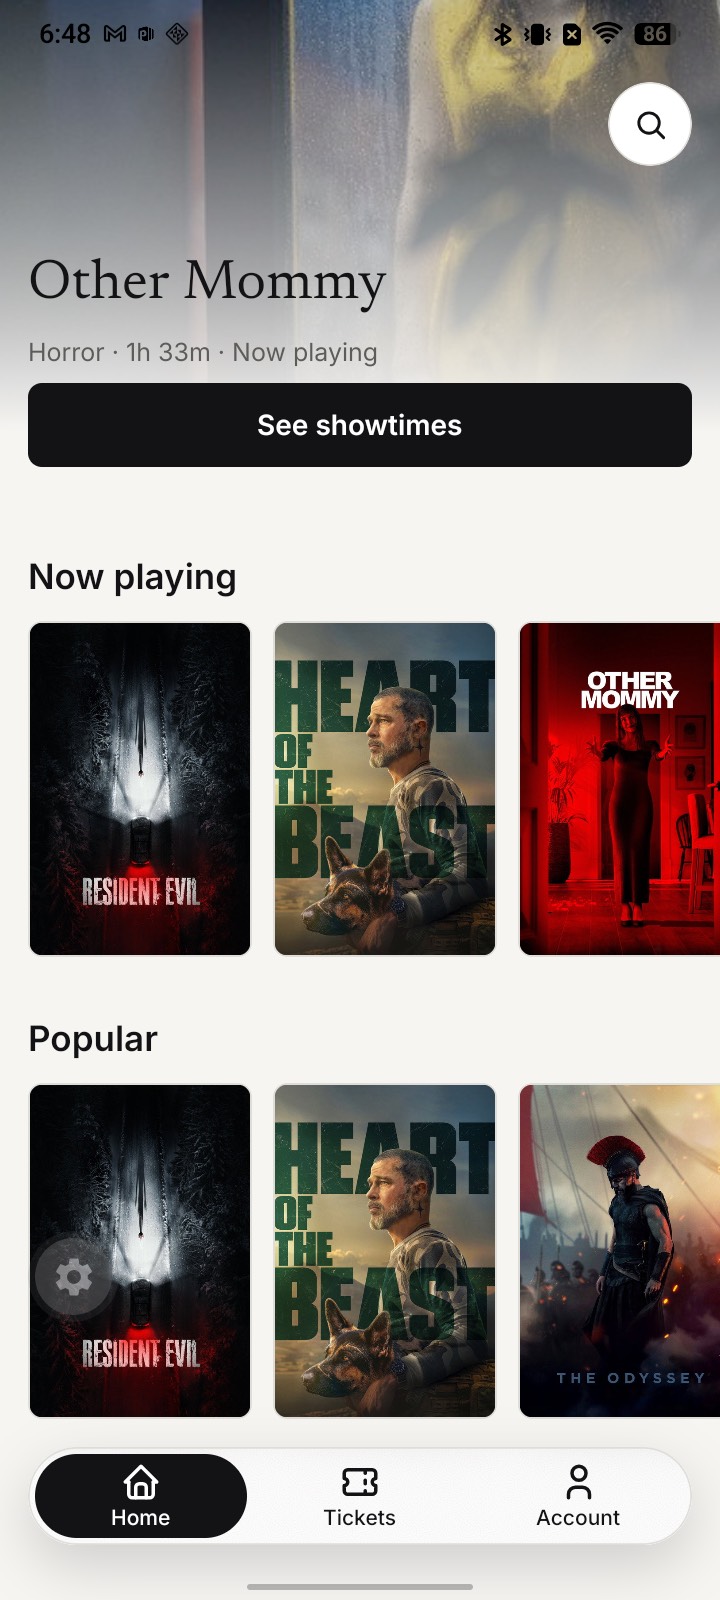 6:48
86
Other Mommy
Horror · 1h 33m · Now playing
See showtimes
Now playing
RESIDENT EVIL
HEART
OF
THE
BEAST
OTHER
MOMMY
Popular
RESIDENT EVIL
HEART
OF
THE
BEAST
THE ODYSSEY
Home
Tickets
Account